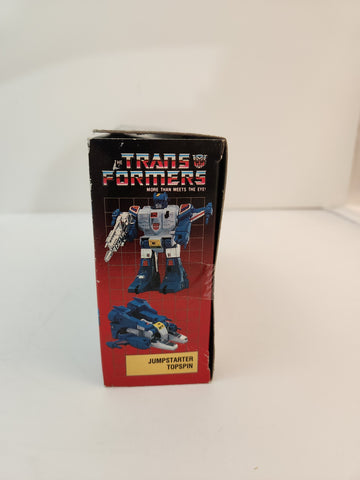 THE TRANS
FORMERS
MORE THAN MEETS THE EYE!
JUMPSTARTER
TOPSPIN